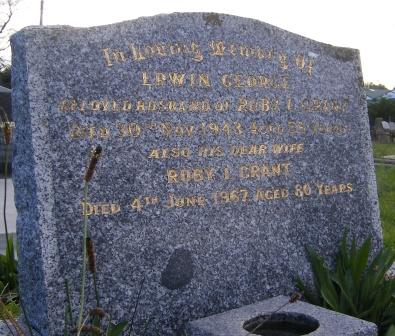 In Loving Memory Of
ERWIN GEORGE
BELOVED HUSBAND OF RUBY I. GRANT
DIED 30TH NOV. 1943 AGED
ALSO HIS DEAR WIFE
RUBY I. GRANT
DIED 4TH JUNE 1967 AGED 80 YEARS